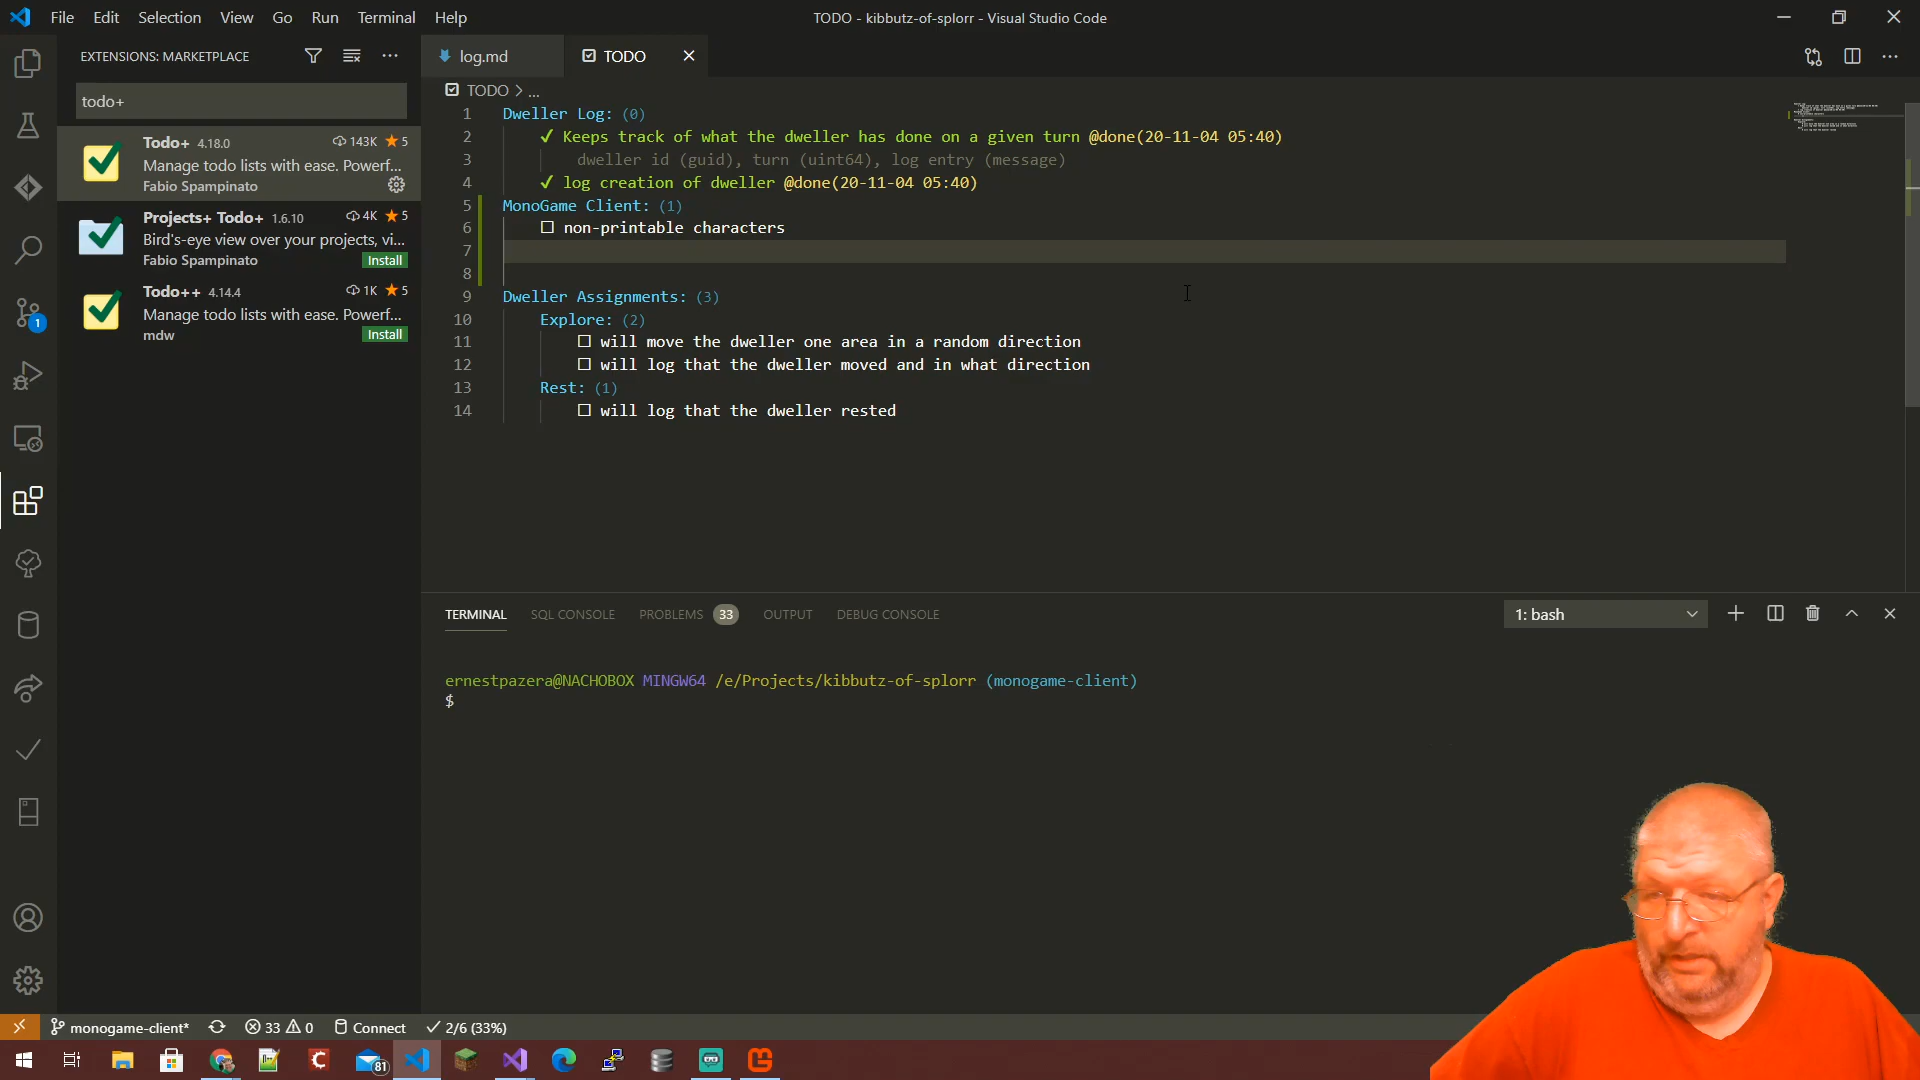 File Edit Selection View Go Run Terminal Help
TODO - kibbutz-of-splorr - Visual Studio Code
EXTENSIONS: MARKETPLACE
todo+
Todo+ 4.18.0 143K 5
Manage todo lists with ease. Powerf...
Fabio Spampinato
Projects+ Todo+ 1.6.10 4K 5
Bird's-eye view over your projects, vi...
Fabio Spampinato Install
Todo++ 4.14.4 1K 5
Manage todo lists with ease. Powerf...
mdw Install
log.md TODO
TODO > ...
1 Dweller Log: (0)
2 ✓ Keeps track of what the dweller has done on a given turn @done(20-11-04 05:40)
3 dweller id (guid), turn (uint64), log entry (message)
4 ✓ log creation of dweller @done(20-11-04 05:40)
5 MonoGame Client: (1)
6 ☐ non-printable characters
7
8
9 Dweller Assignments: (3)
10 Explore: (2)
11 ☐ will move the dweller one area in a random direction
12 ☐ will log that the dweller moved and in what direction
13 Rest: (1)
14 ☐ will log that the dweller rested
TERMINAL SQL CONSOLE PROBLEMS 33 OUTPUT DEBUG CONSOLE 1: bash
ernestpazera@NACHOBOX MINGW64 /e/Projects/kibbutz-of-splorr (monogame-client)
$
1
monogame-client* 33 0 Connect ✓ 2/6 (33%)
81